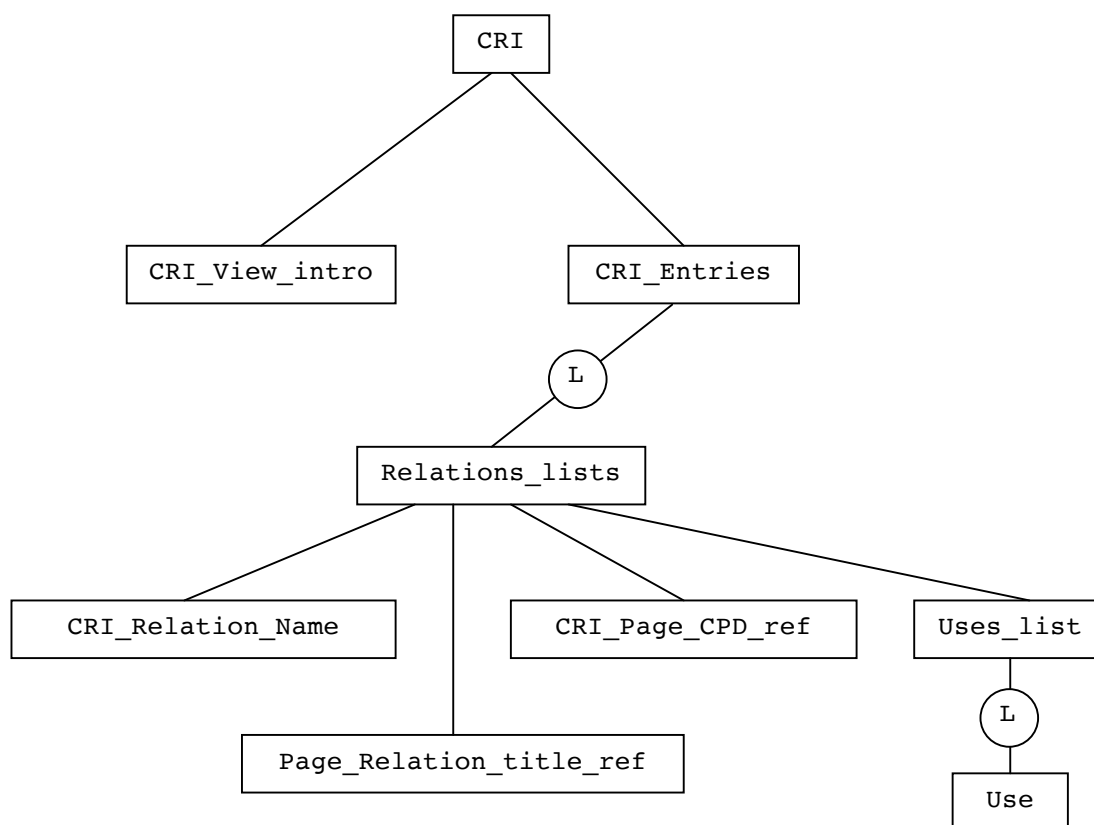 CRI
CRI_View_intro
CRI_Entries
L
Relations_lists
CRI_Relation_Name
CRI_Page_CPD_ref
Uses_list
L
Page_Relation_title_ref
Use